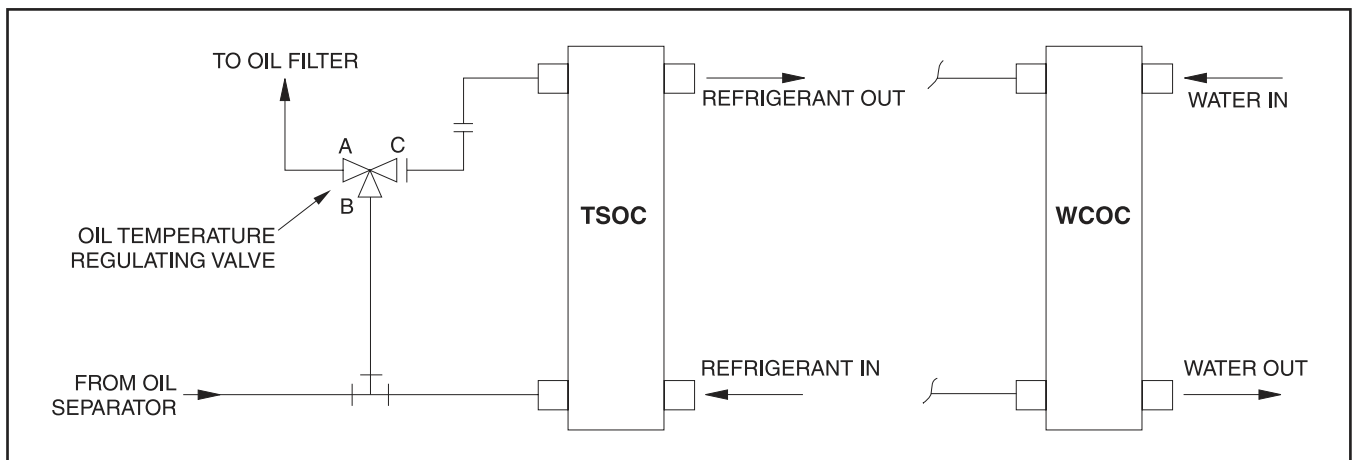 TO OIL FILTER
REFRIGERANT OUT
WATER IN
A
C
B
TSOC
WCOC
OIL TEMPERATURE
REGULATING VALVE
REFRIGERANT IN
WATER OUT
FROM OIL
SEPARATOR